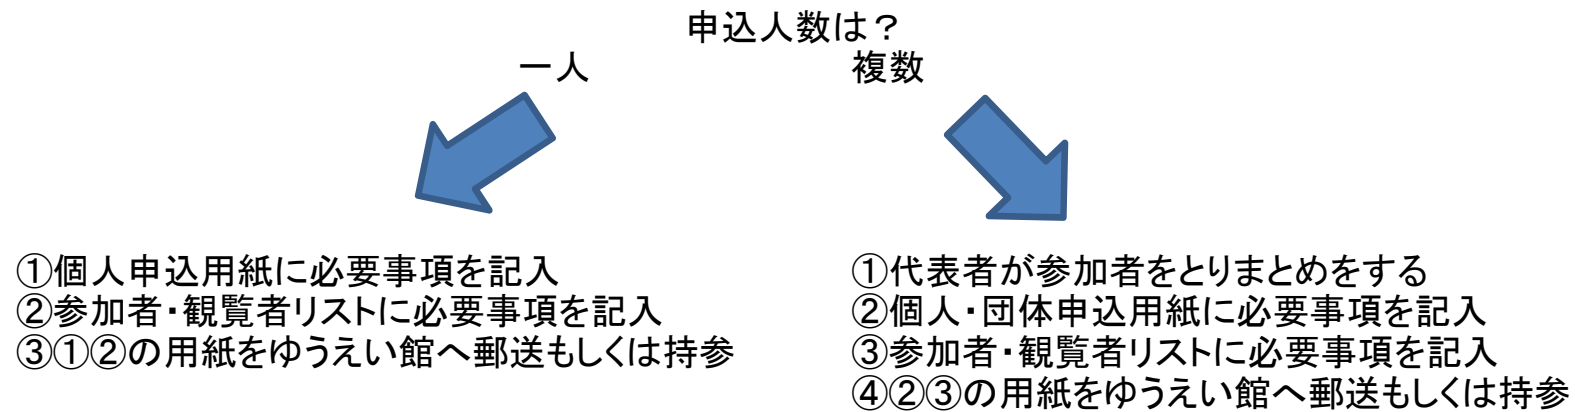 申込人数は？
一人
複数
①個人申込用紙に必要事項を記入
②参加者・観覧者リストに必要事項を記入
③①②の用紙をゆうえい館へ郵送もしくは持参
①代表者が参加者をとりまとめをする
②個人・団体申込用紙に必要事項を記入
③参加者・観覧者リストに必要事項を記入
④②③の用紙をゆうえい館へ郵送もしくは持参